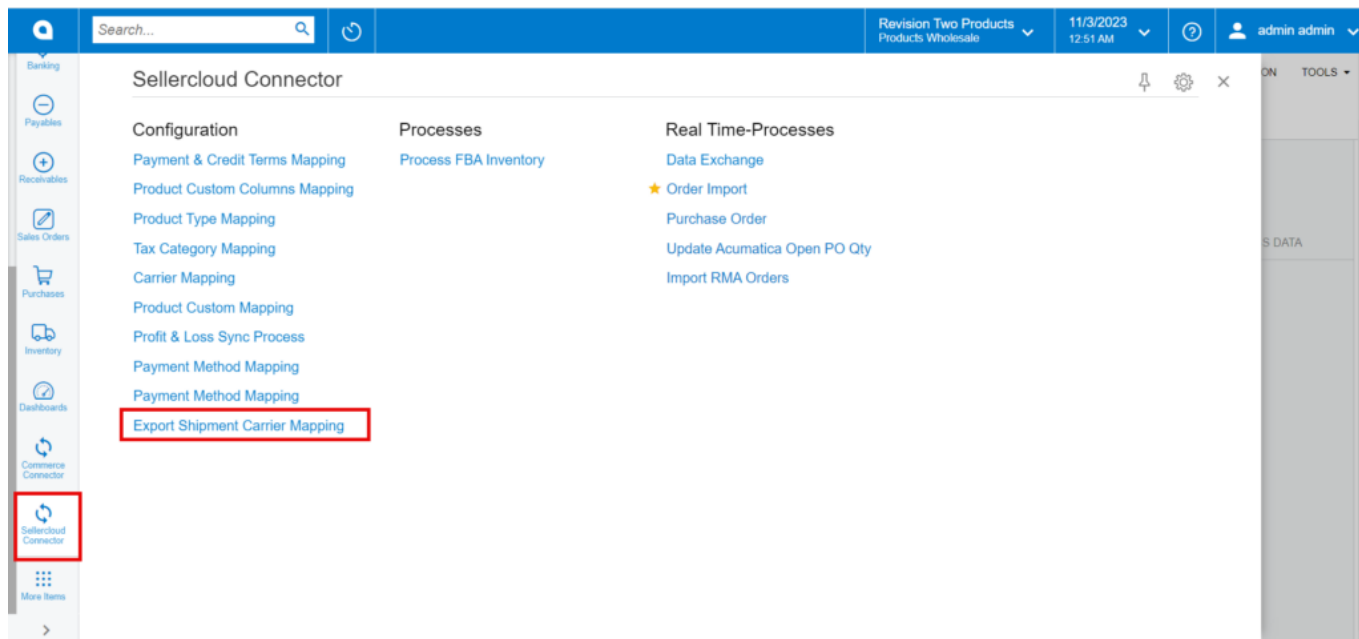 Search...
Revision Two Products
Products Wholesale
11/3/2023
12:51 AM
admin admin
Banking
Payables
Receivables
Sales Orders
Purchases
Inventory
Dashboards
Commerce
Connector
Sellercloud
Connector
More Items
Sellercloud Connector
Configuration
Payment & Credit Terms Mapping
Product Custom Columns Mapping
Product Type Mapping
Tax Category Mapping
Carrier Mapping
Product Custom Mapping
Profit & Loss Sync Process
Payment Method Mapping
Payment Method Mapping
Export Shipment Carrier Mapping
Processes
Process FBA Inventory
Real Time-Processes
Data Exchange
Order Import
Purchase Order
Update Acumatica Open PO Qty
Import RMA Orders
ON TOOLS
S DATA